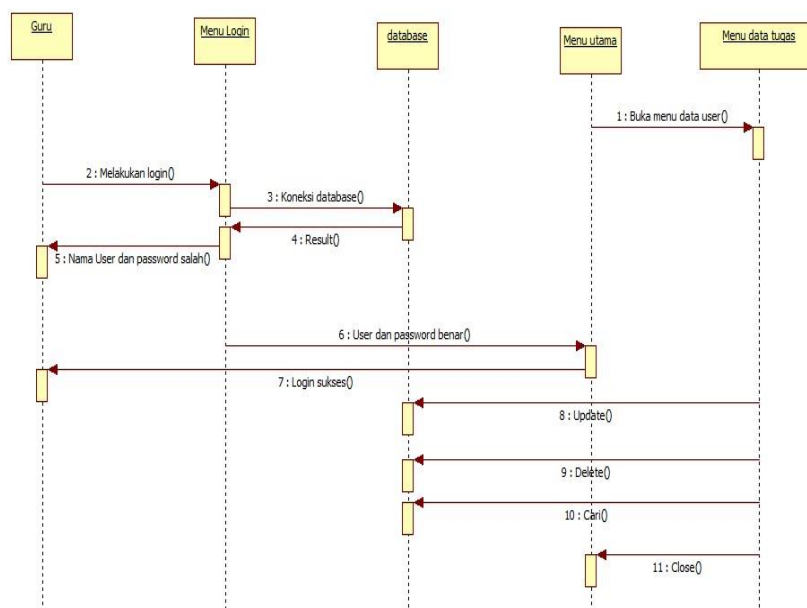 Guru
Menu Login
database
Menu utama
Menu data tugas
1 : Buka menu data user()
2 : Melakukan login()
3 : Koneksi database()
4 : Result()
5 : Nama User dan password salah()
6 : User dan password benar()
7 : Login sukses()
8 : Update()
9 : Delete()
10 : Cari()
11 : Close()